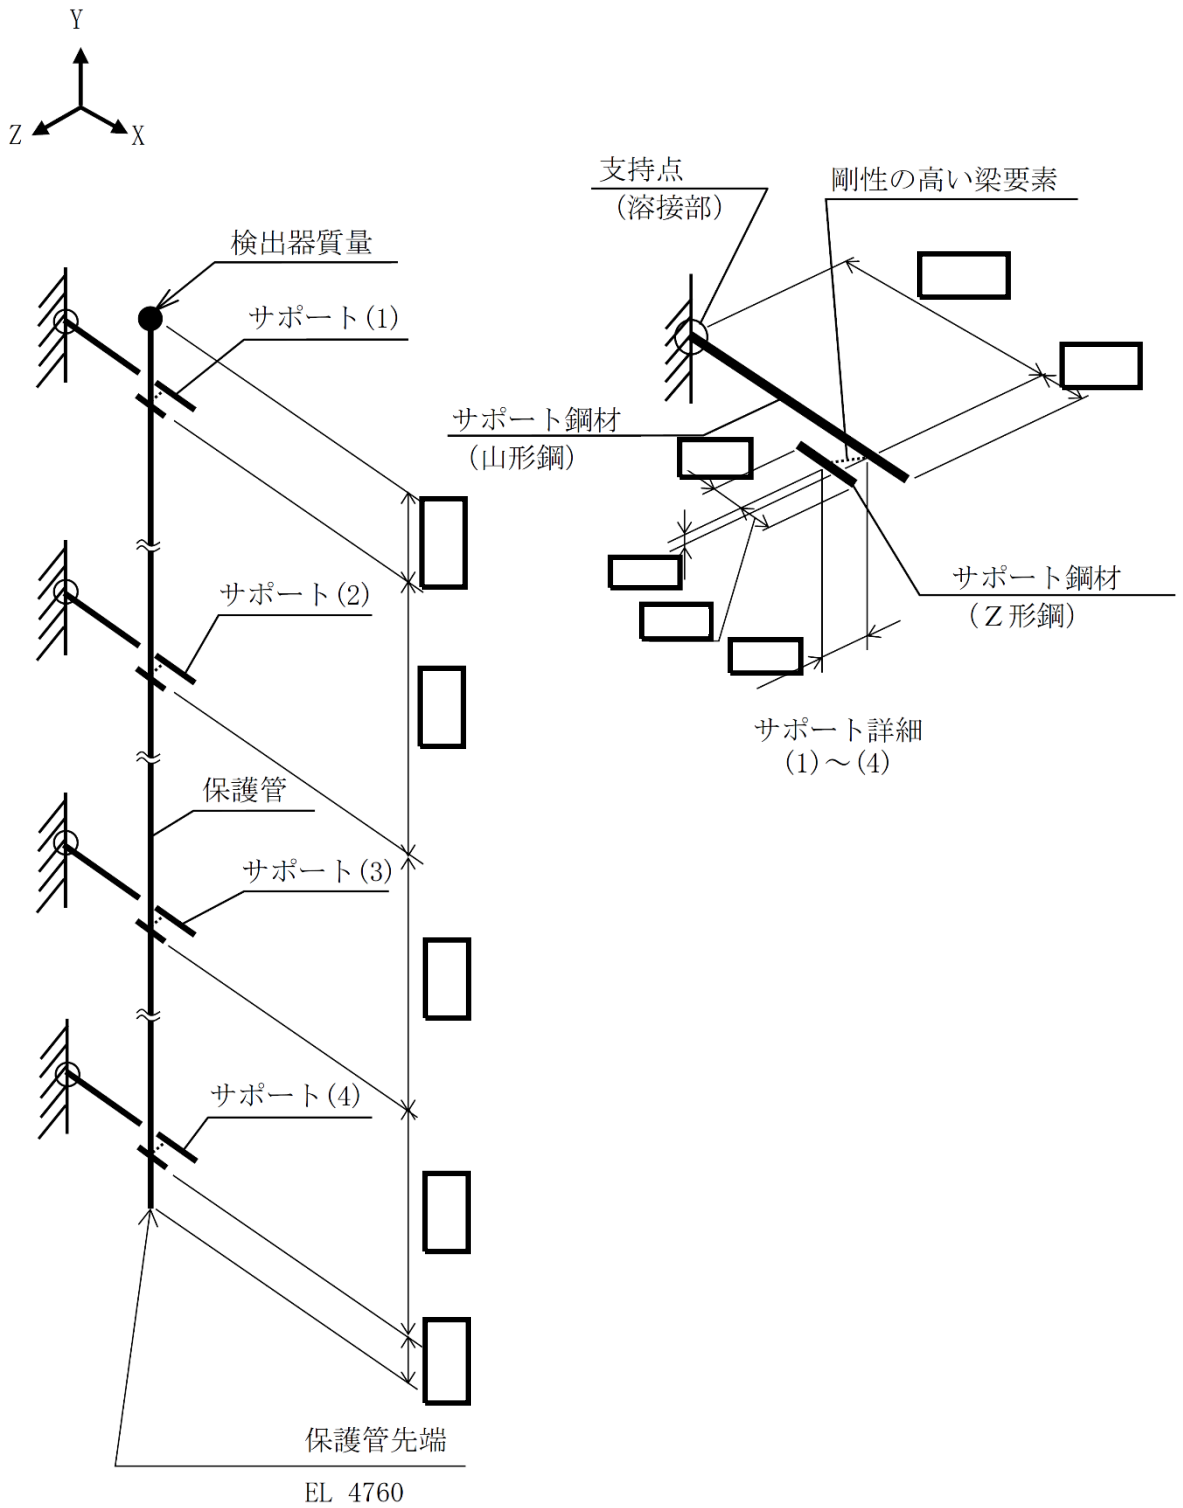 Y
Z
X
検出器質量
サポート(1)
サポート(2)
保護管
サポート(3)
サポート(4)
保護管先端
EL 4760
支持点
(溶接部)
剛性の高い梁要素
サポート鋼材
(山形鋼)
サポート鋼材
(Ｚ形鋼)
サポート詳細
(1)～(4)